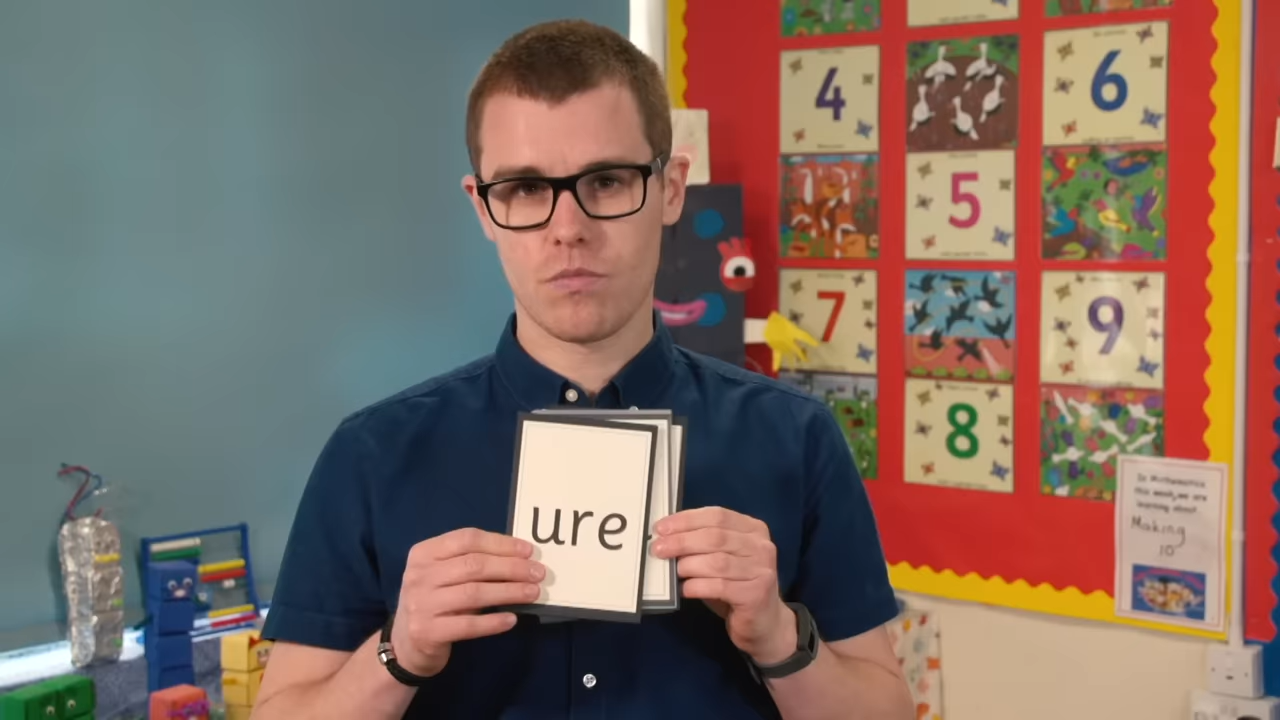 4
6
5
7
9
8
ure
In Mathematics
this week, we are
learning about
Making
10